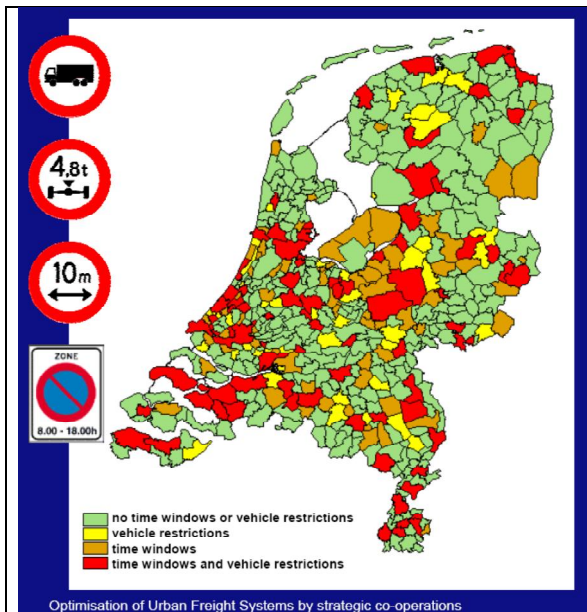 4,8t
10m
ZONE
8.00 - 18.00h
no time windows or vehicle restrictions
vehicle restrictions
time windows
time windows and vehicle restrictions
Optimisation of Urban Freight Systems by strategic co-operations